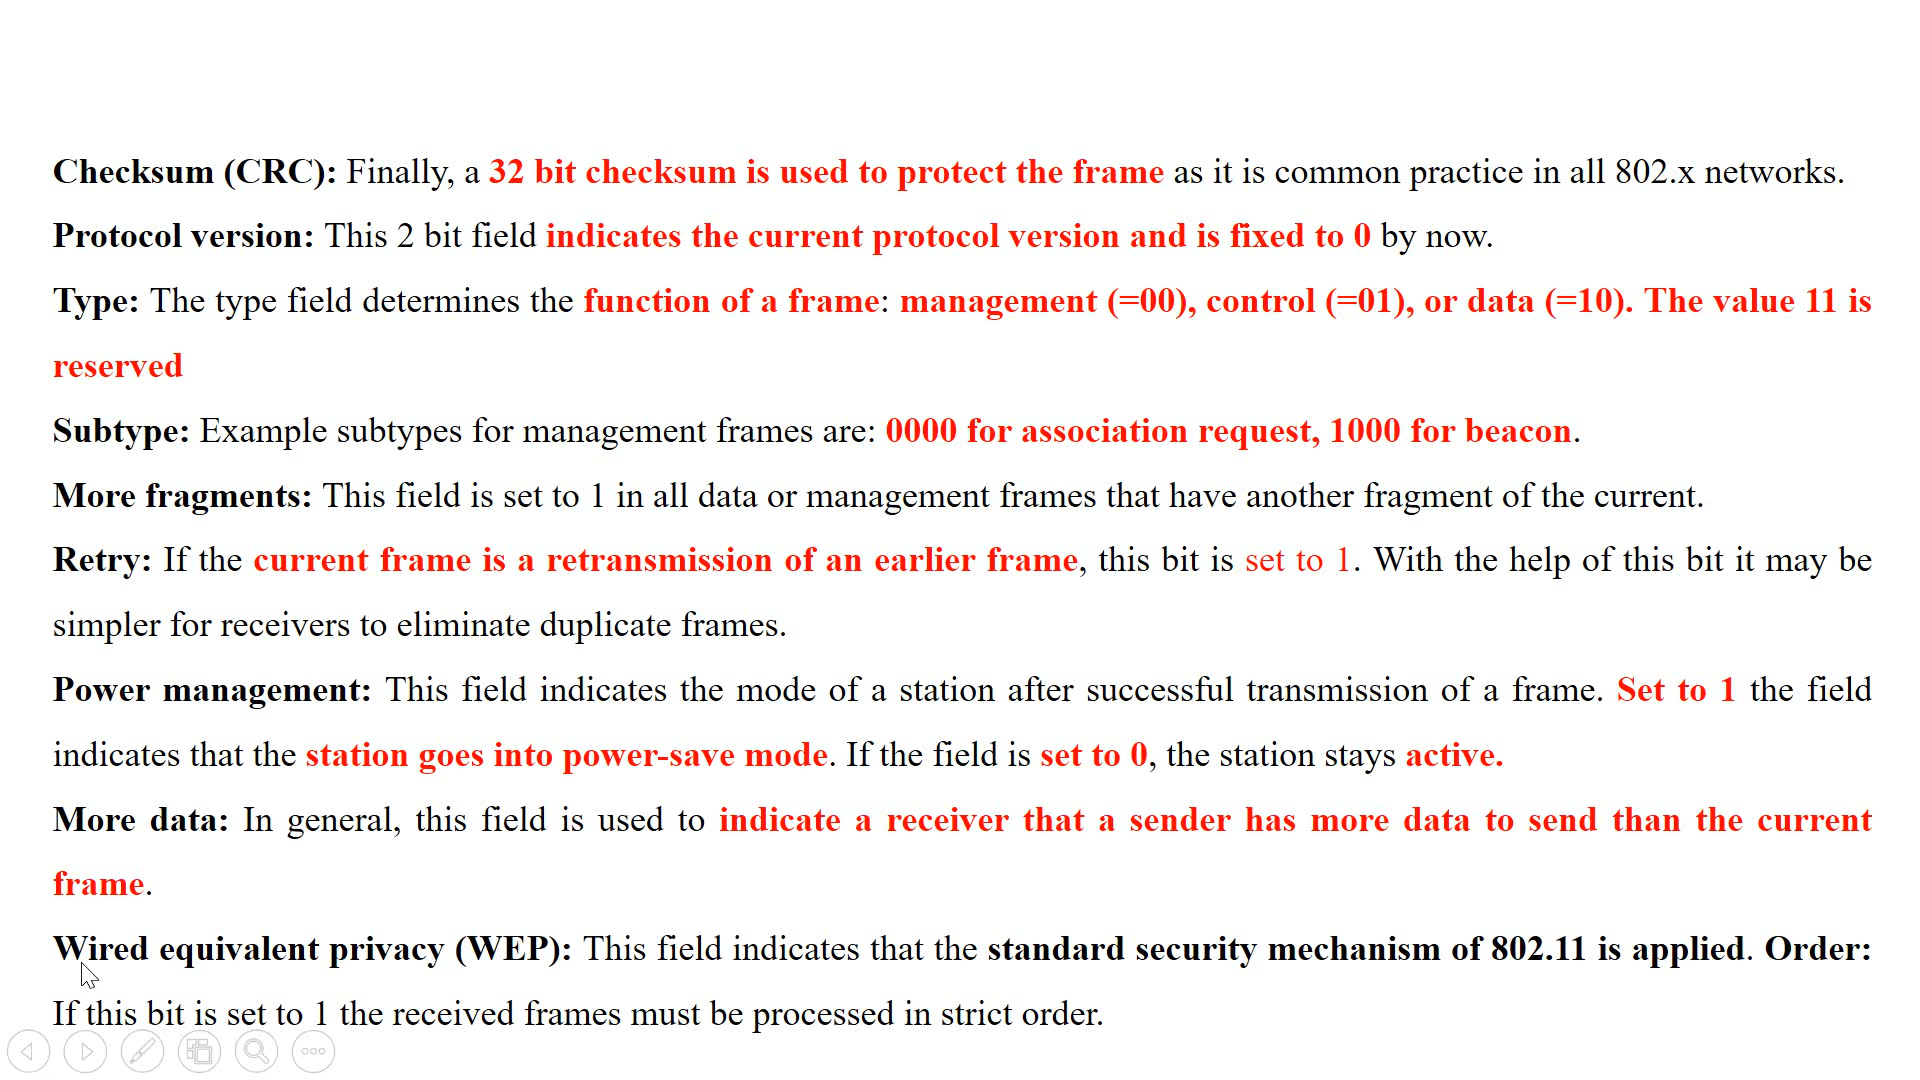 Checksum (CRC): Finally, a 32 bit checksum is used to protect the frame as it is common practice in all 802.x networks.
Protocol version: This 2 bit field indicates the current protocol version and is fixed to 0 by now.
Type: The type field determines the function of a frame: management (=00), control (=01), or data (=10). The value 11 is
reserved
Subtype: Example subtypes for management frames are: 0000 for association request, 1000 for beacon.
More fragments: This field is set to 1 in all data or management frames that have another fragment of the current.
Retry: If the current frame is a retransmission of an earlier frame, this bit is set to 1. With the help of this bit it may be
simpler for receivers to eliminate duplicate frames.
Power management: This field indicates the mode of a station after successful transmission of a frame. Set to 1 the field
indicates that the station goes into power-save mode. If the field is set to 0, the station stays active.
More data: In general, this field is used to indicate a receiver that a sender has more data to send than the current
frame.
Wired equivalent privacy (WEP): This field indicates that the standard security mechanism of 802.11 is applied. Order:
If this bit is set to 1 the received frames must be processed in strict order.